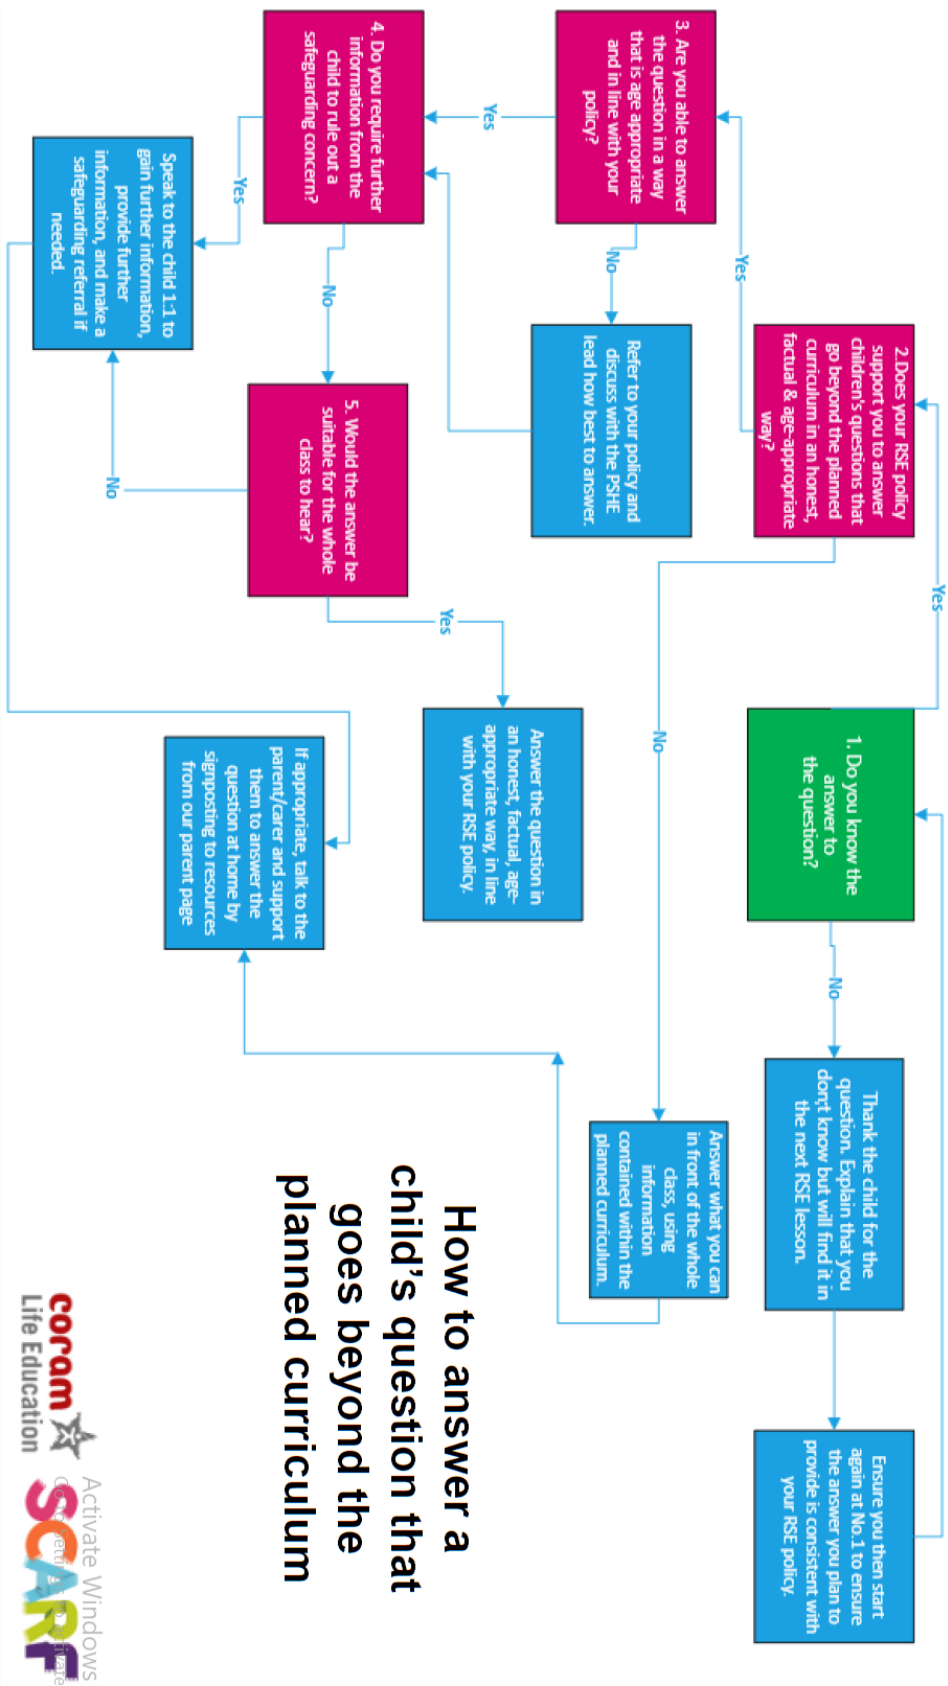 2.Does your RSE policy
support you to answer
children's questions that
go beyond the planned
curriculum in an honest,
factual & age-appropriate
way?
Yes
1. Do you know the
answer to
the question?
No
Thank the child for the
question. Explain that you
don;t know but will find it in
the next RSE lesson.
Ensure you then start
again at No.1 to ensure
the answer you plan to
provide is consistent with
your RSE policy.
Yes
No
3. Are you able to answer
the question in a way
that is age appropriate
and in line with your
policy?
No
Refer to your policy and
discuss with the PSHE
lead how best to answer.
Answer what you can
in front of the whole
class, using
information
contained within the
planned curriculum.
Yes
4. Do you require further
information from the
child to rule out a
safeguarding concern?
No
5. Would the answer be
suitable for the whole
class to hear?
Yes
Answer the question in
an honest, factual, age-
appropriate way, in line
with your RSE policy.
Yes
Speak to the child 1:1 to
gain further information,
provide further
information, and make a
safeguarding referral if
needed.
No
If appropriate, talk to the
parent/carer and support
them to answer the
question at home by
signposting to resources
from our parent page
How to answer a
child's question that
goes beyond the
planned curriculum
coram
Life Education
SCARF
Activate Windows
Go to Settings to activate